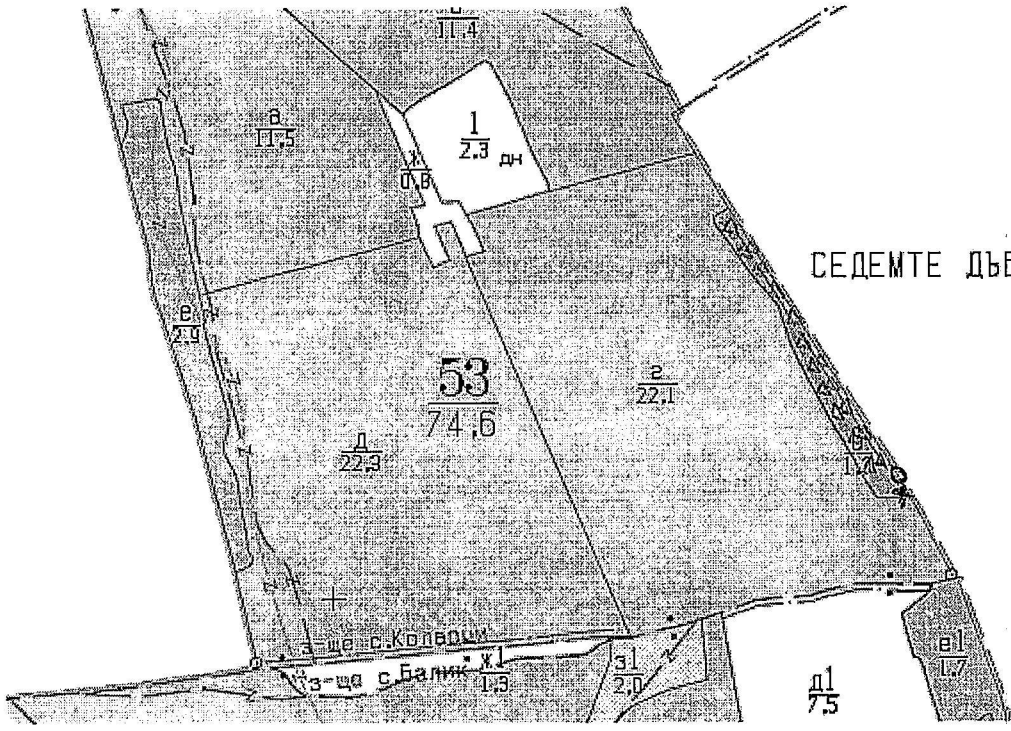 11.4
в
11.5
1
2.3 дн
ж
0.8
СЕДЕМТЕ ДЪ
е
2.9
53
74.6
г
22.1
д
22.3
1.7
з-ще с.Коларци
з-ще с.Балик
ж1
1.3
з1
2.0
д1
7.5
е1
1.7